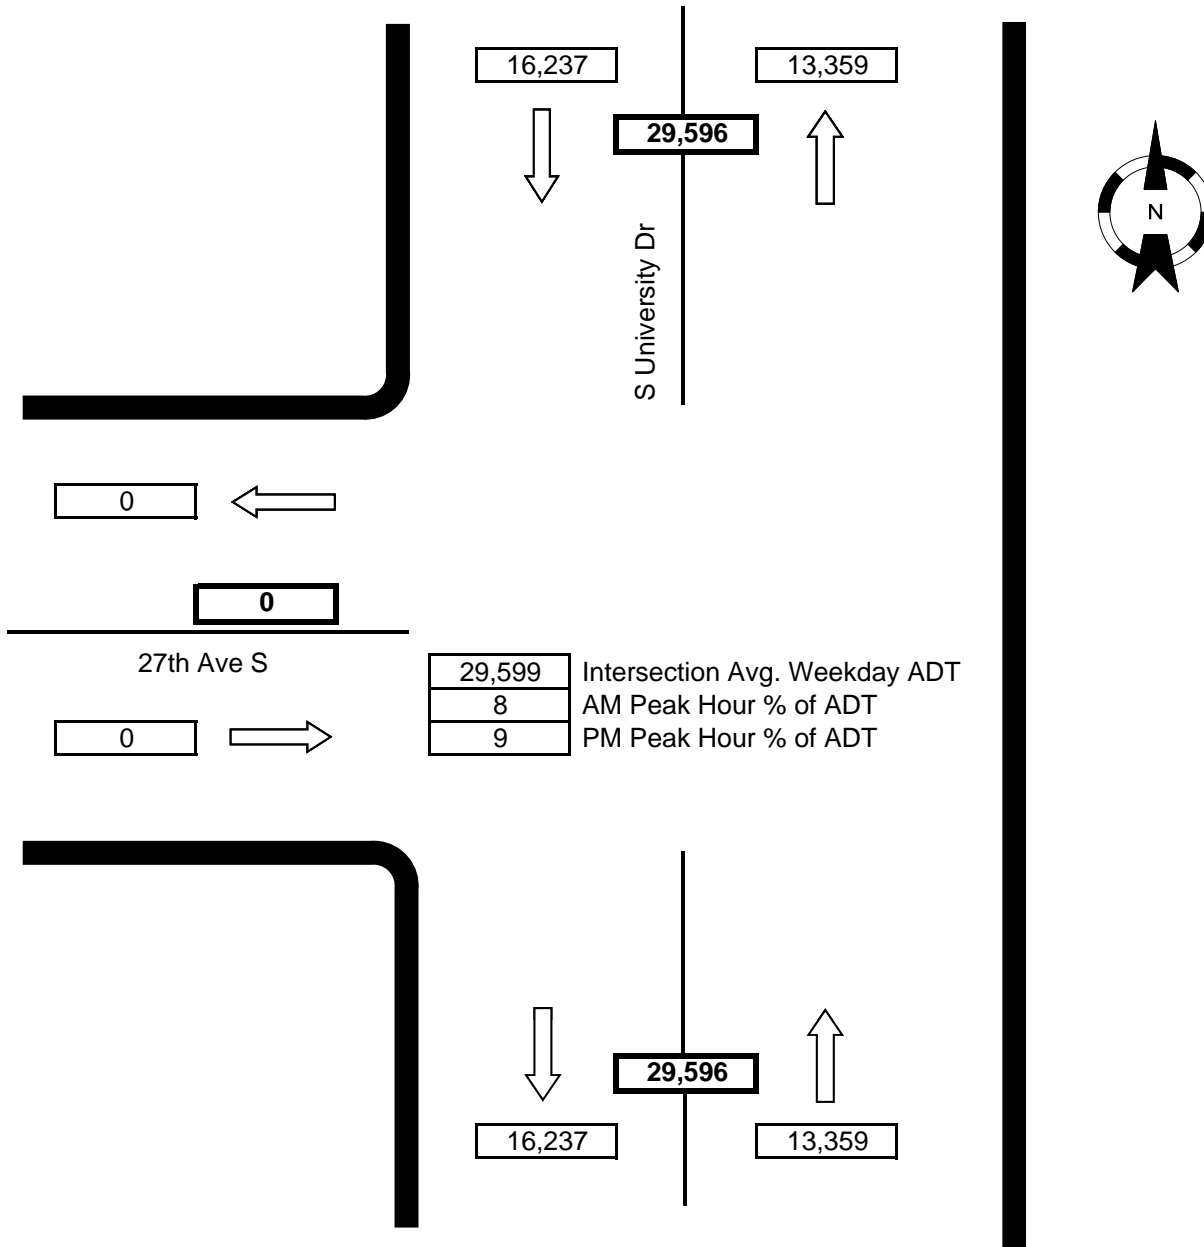 16,237
13,359
29,596
N
S University Dr
0
0
27th Ave S
29,599 Intersection Avg. Weekday ADT
8 AM Peak Hour % of ADT
0
9 PM Peak Hour % of ADT
29,596
16,237
13,359